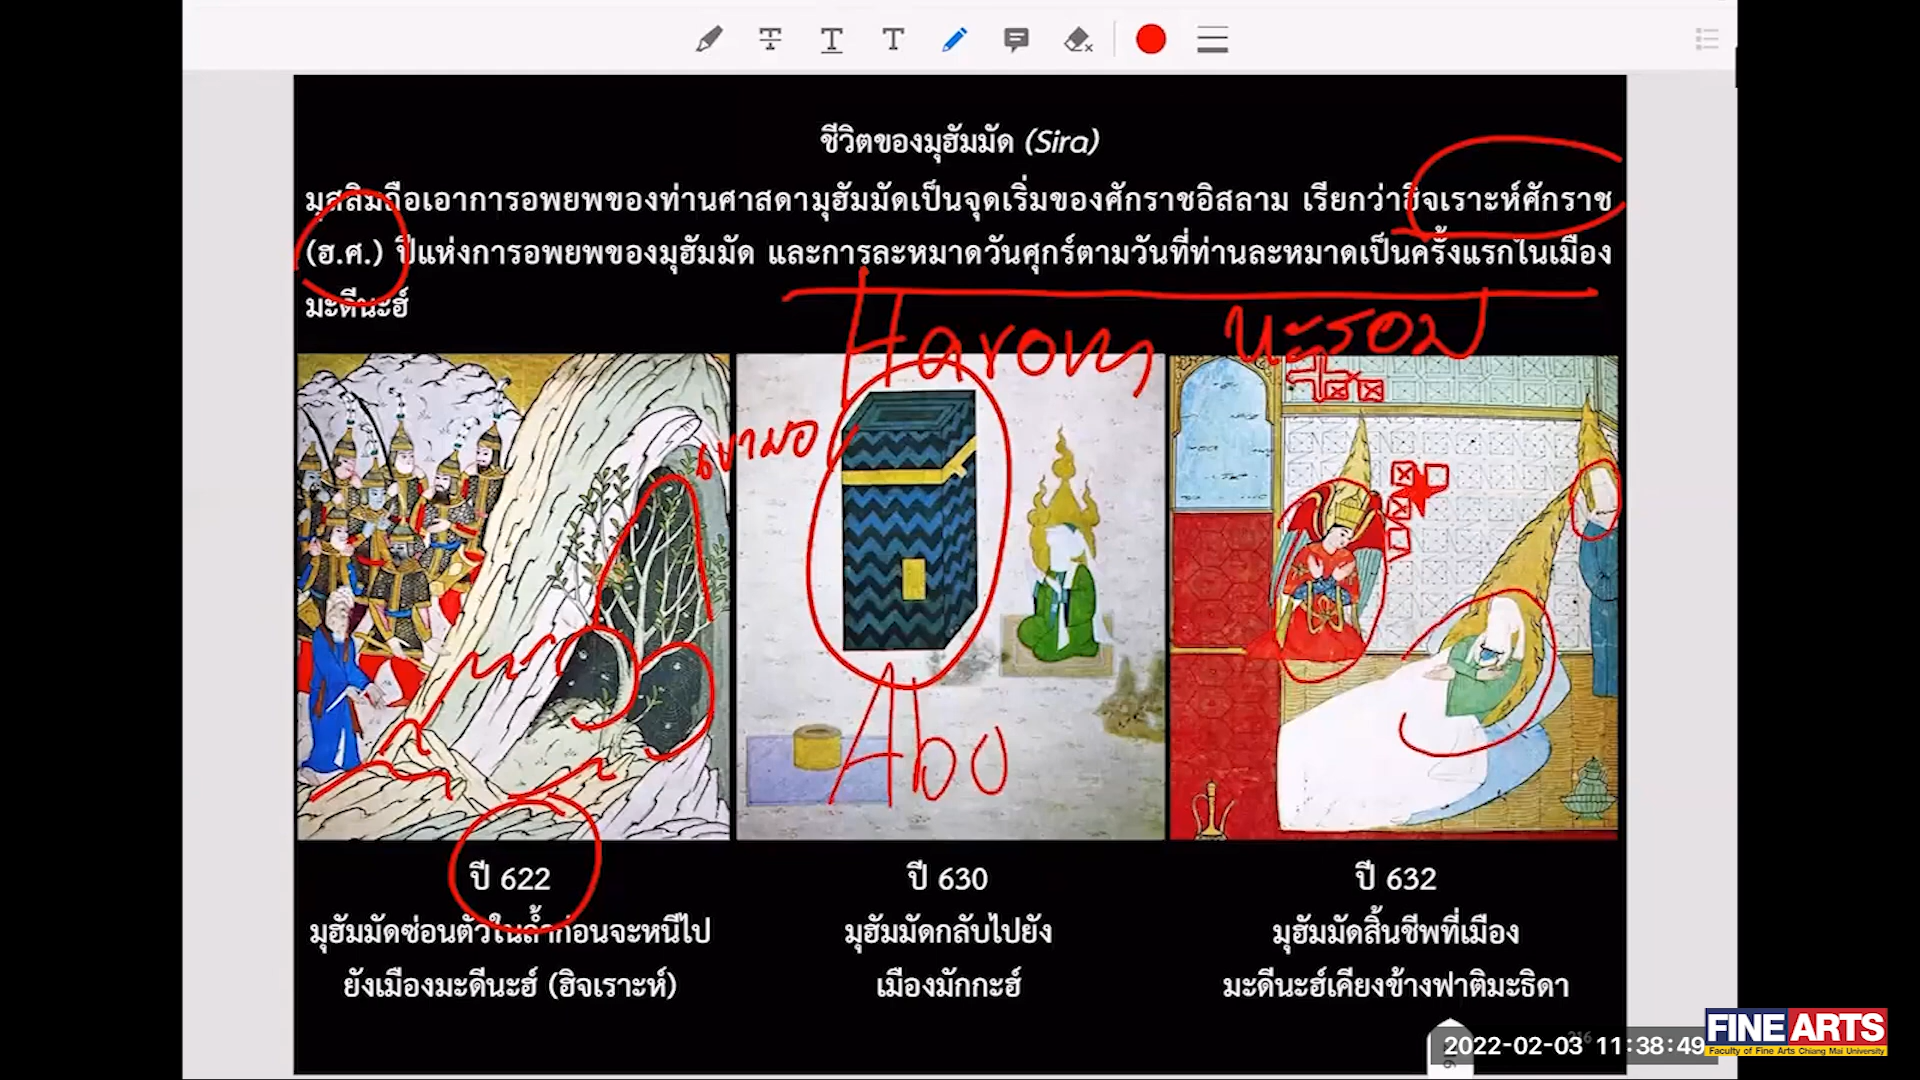 ชีวิตของมุฮัมมัด (Sira)
มุสลิมถือเอาการอพยพของท่านศาสดามุฮัมมัดเป็นจุดเริ่มของศักราชอิสลาม เรียกว่าฮิจเราะห์ศักราช
(ฮ.ศ.) ปีแห่งการอพยพของมุฮัมมัด และการละหมาดวันศุกร์ตามวันที่ท่านละหมาดเป็นครั้งแรกในเมือง
มะดีนะฮ์
ปี 622
มุฮัมมัดซ่อนตัวในถ้ำก่อนจะหนีไป
ยังเมืองมะดีนะฮ์ (ฮิจเราะห์)
ปี 630
มุฮัมมัดกลับไปยัง
เมืองมักกะฮ์
ปี 632
มุฮัมมัดสิ้นชีพที่เมือง
มะดีนะฮ์เคียงข้างฟาติมะธิดา
2022-02-03 11:38:49
FINE ARTS
Faculty of Fine Arts Chiang Mai University